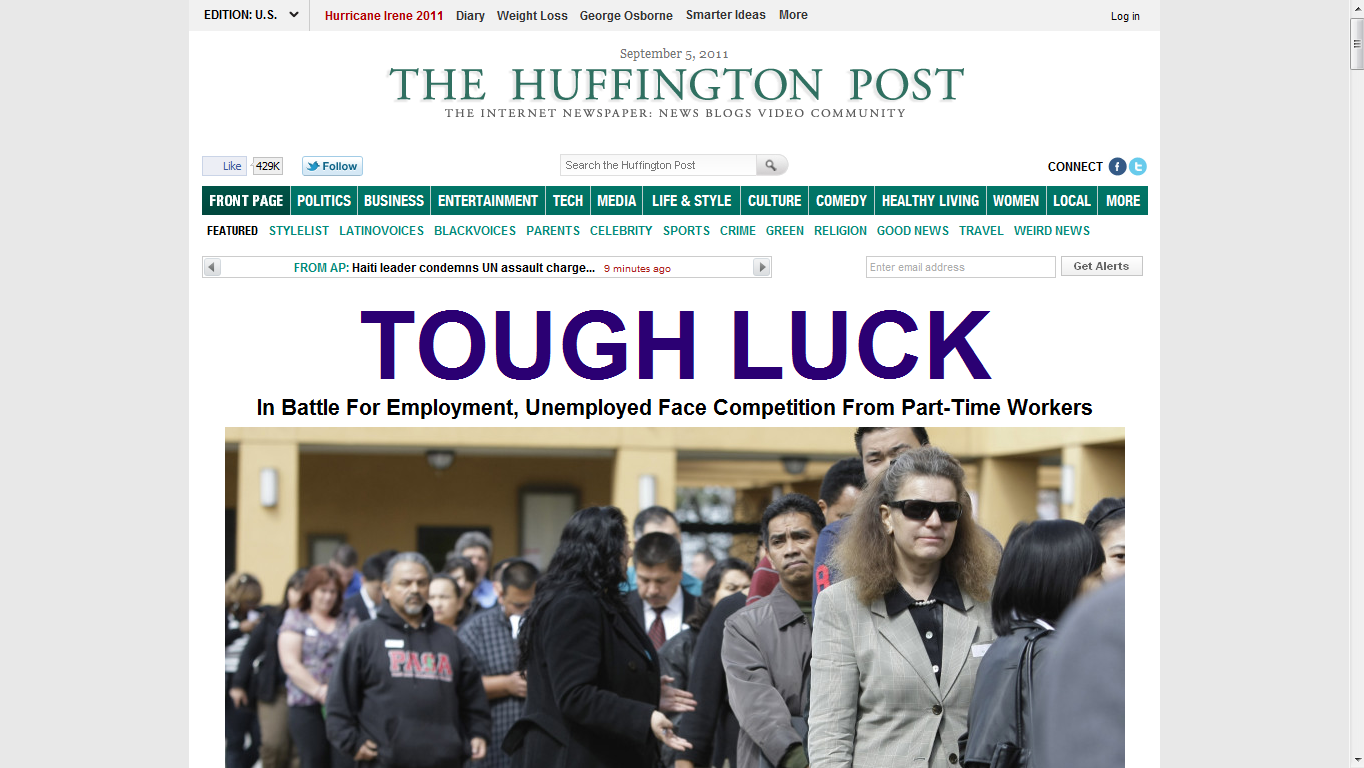 EDITION: U.S. Hurricane Irene 2011 Diary Weight Loss George Osborne Smarter Ideas More Log in
September 5, 2011
THE HUFFINGTON POST
THE INTERNET NEWSPAPER: NEWS BLOGS VIDEO COMMUNITY
Like 429K Follow Search the Huffington Post CONNECT
FRONT PAGE POLITICS BUSINESS ENTERTAINMENT TECH MEDIA LIFE & STYLE CULTURE COMEDY HEALTHY LIVING WOMEN LOCAL MORE
FEATURED STYLELIST LATINOVOICES BLACKVOICES PARENTS CELEBRITY SPORTS CRIME GREEN RELIGION GOOD NEWS TRAVEL WEIRD NEWS
FROM AP: Haiti leader condemns UN assault charge... 9 minutes ago Enter email address Get Alerts
TOUGH LUCK
In Battle For Employment, Unemployed Face Competition From Part-Time Workers